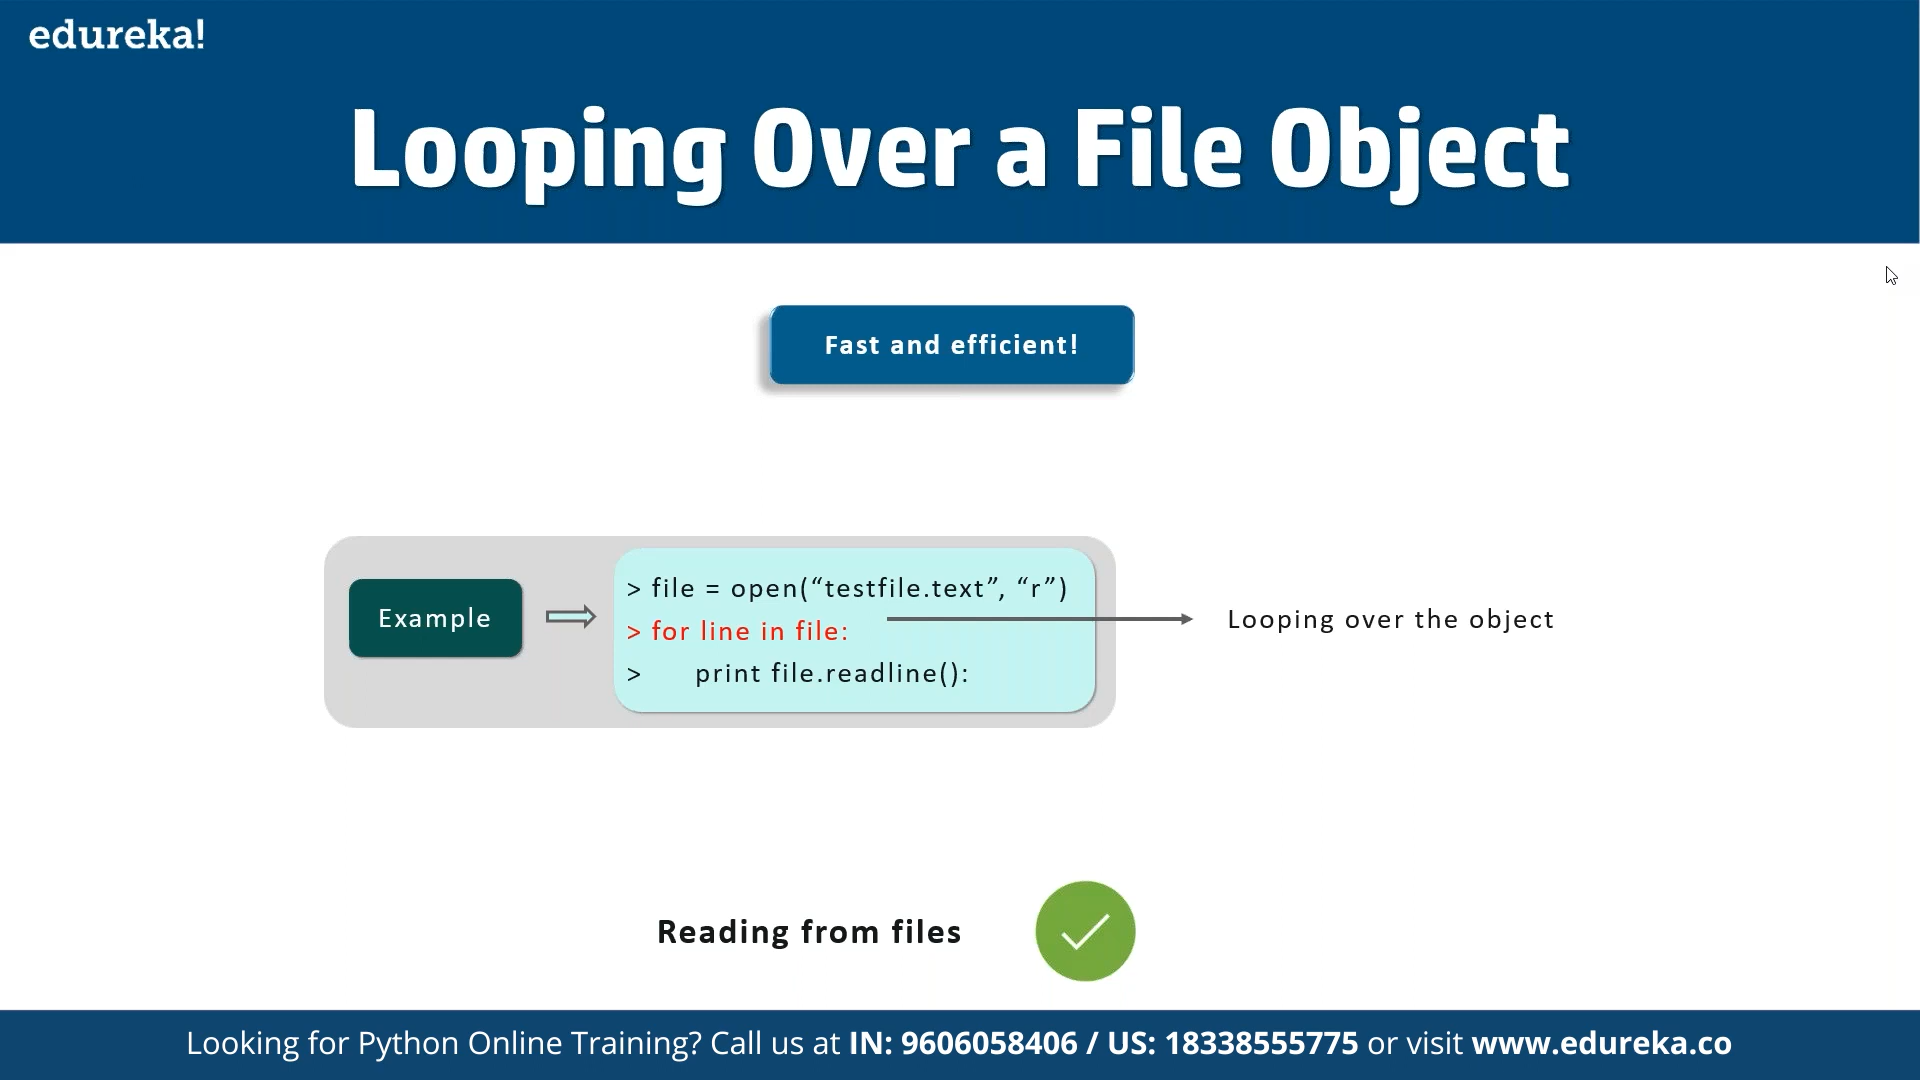 edureka!
Looping Over a File Object
Fast and efficient!
Example
> file = open(“testfile.text”, “r”)
> for line in file:
> print file.readline():
Looping over the object
Reading from files
Looking for Python Online Training? Call us at IN: 9606058406 / US: 18338555775 or visit www.edureka.co